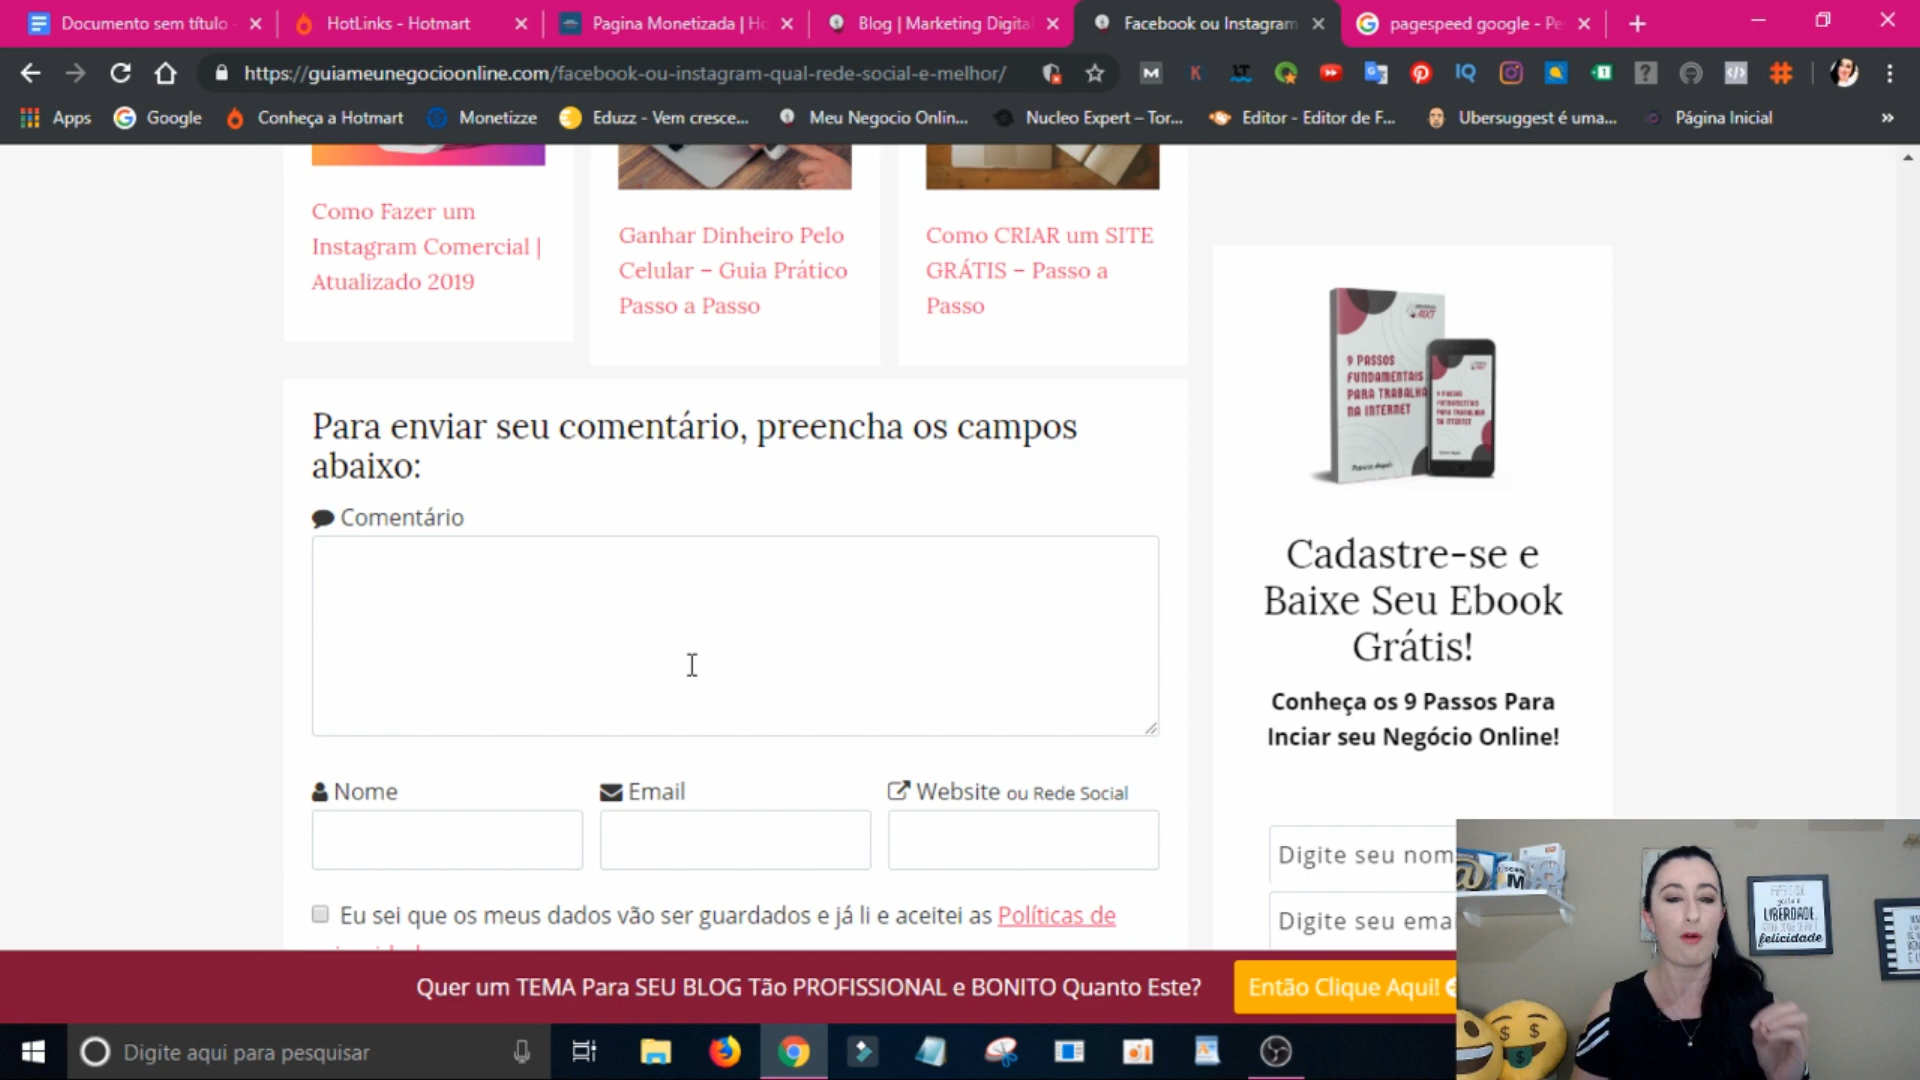 Documento sem título
HotLinks - Hotmart
Pagina Monetizada | Ho
Blog | Marketing Digita
Facebook ou Instagram
pagespeed google - Pe
https://guiameunegocioonline.com/facebook-ou-instagram-qual-rede-social-e-melhor/
Apps
Google
Conheça a Hotmart
Monetizze
Eduzz - Vem cresce...
Meu Negocio Onlin...
Nucleo Expert – Tor...
Editor - Editor de F...
Ubersuggest é uma...
Página Inicial
»
Como Fazer um
Instagram Comercial |
Atualizado 2019
Ganhar Dinheiro Pelo
Celular – Guia Prático
Passo a Passo
Como CRIAR um SITE
GRÁTIS – Passo a
Passo
9 PASSOS
FUNDAMENTAIS
PARA TRABALHA
NA INTERNET
Para enviar seu comentário, preencha os campos
abaixo:
Comentário
Nome
Email
Website ou Rede Social
Eu sei que os meus dados vão ser guardados e já li e aceitei as Políticas de
Cadastre-se e
Baixe Seu Ebook
Grátis!
Conheça os 9 Passos Para
Inciar seu Negócio Online!
Digite seu nom
Digite seu ema
LIBERDADE
felicidade
Quer um TEMA Para SEU BLOG Tão PROFISSIONAL e BONITO Quanto Este?
Então Clique Aqui!
Digite aqui para pesquisar